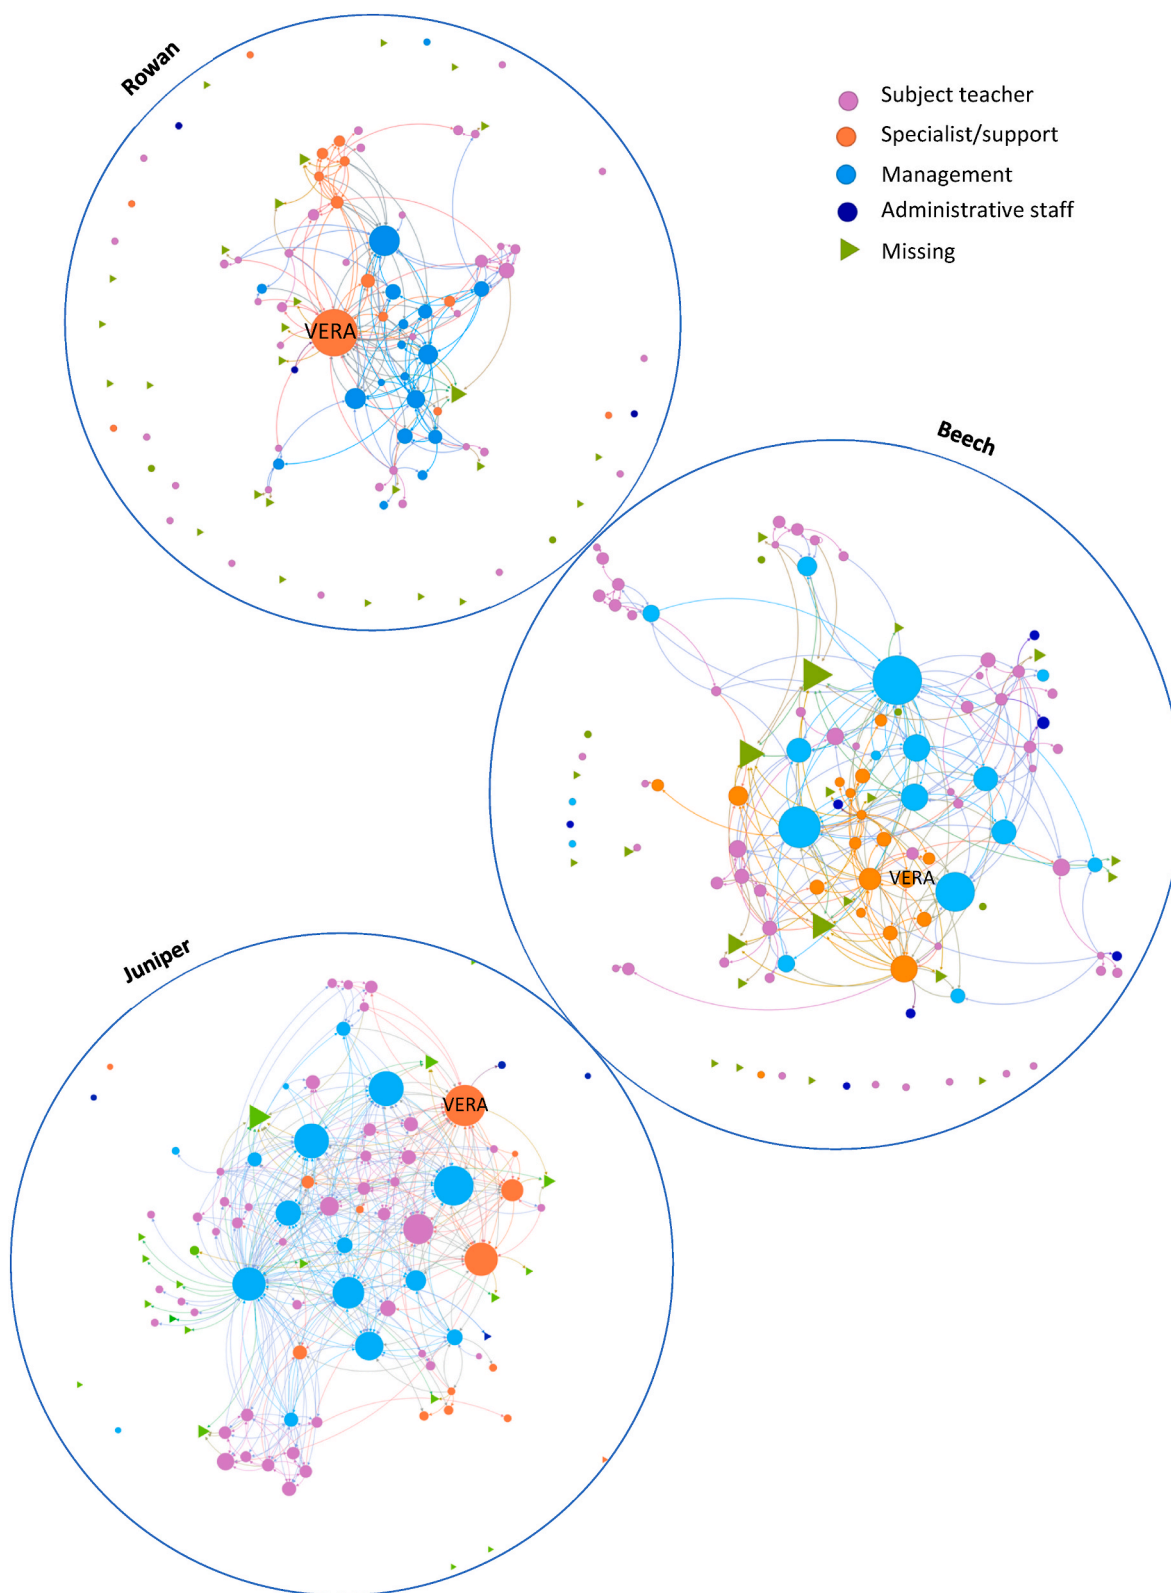 Rowan
Subject teacher
Specialist/support
Management
Administrative staff
Missing
VERA
Beech
VERA
Juniper
VERA